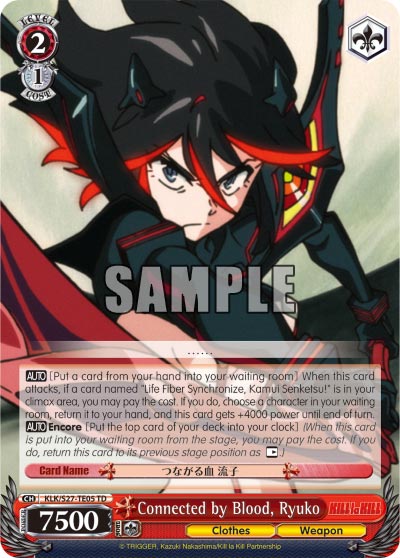 LEVEL
2
1
COST
SAMPLE
......
AUTO [Put a card from your hand into your waiting room] When this card
attacks, if a card named "Life Fiber Synchronize, Kamui Senketsu!" is in your
climax area, you may pay the cost. If you do, choose a character in your waiting
room, return it to your hand, and this card gets +4000 power until end of turn.
AUTO Encore [Put the top card of your deck into your clock] (When this card is
put into your waiting room from the stage, you may pay the cost. If you
do, return this card to its previous stage position as .)
Card Name つながる血 流子
CH KLK/S27-TE05 TD
POWER 7500
Connected by Blood, Ryuko
KILL la KILL
Clothes Weapon
© TRIGGER, Kazuki Nakashima/Kill la Kill Partnership